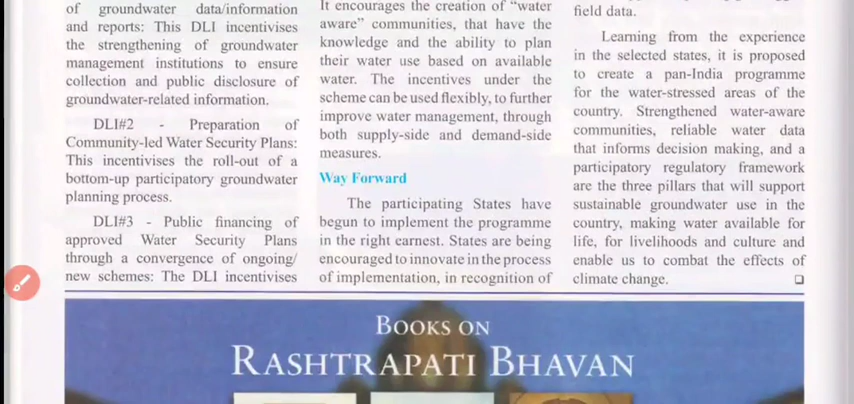 of groundwater data/information
and reports: This DLI incentivises
the strengthening of groundwater
management institutions to ensure
collection and public disclosure of
groundwater-related information.
DLI#2 - Preparation of
Community-led Water Security Plans:
This incentivises the roll-out of a
bottom-up participatory groundwater
planning process.
DLI#3 - Public financing of
approved Water Security Plans
through a convergence of ongoing/
new schemes: The DLI incentivises
It encourages the creation of “water
aware” communities, that have the
knowledge and the ability to plan
their water use based on available
water. The incentives under the
scheme can be used flexibly, to further
improve water management, through
both supply-side and demand-side
measures.
Way Forward
The participating States have
begun to implement the programme
in the right earnest. States are being
encouraged to innovate in the process
of implementation, in recognition of
field data.
Learning from the experience
in the selected states, it is proposed
to create a pan-India programme
for the water-stressed areas of the
country. Strengthened water-aware
communities, reliable water data
that informs decision making, and a
participatory regulatory framework
are the three pillars that will support
sustainable groundwater use in the
country, making water available for
life, for livelihoods and culture and
enable us to combat the effects of
climate change.
BOOKS ON
RASHTRAPATI BHAVAN